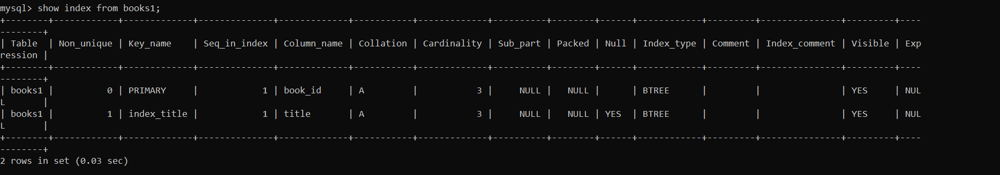 mysql> show index from books1;
+--------+------------+-------------+--------------+-------------+-----------+-------------+----------+--------+------+------------+---------+---------------+---------+----
--------+
| Table  | Non_unique | Key_name    | Seq_in_index | Column_name | Collation | Cardinality | Sub_part | Packed | Null | Index_type | Comment | Index_comment | Visible | Exp
ression |
+--------+------------+-------------+--------------+-------------+-----------+-------------+----------+--------+------+------------+---------+---------------+---------+----
--------+
| books1 |          0 | PRIMARY     |            1 | book_id     | A         |           3 |     NULL |   NULL |      | BTREE      |         |               | YES     | NUL
L       |
| books1 |          1 | index_title |            1 | title       | A         |           3 |     NULL |   NULL | YES  | BTREE      |         |               | YES     | NUL
L       |
+--------+------------+-------------+--------------+-------------+-----------+-------------+----------+--------+------+------------+---------+---------------+---------+----
--------+
2 rows in set (0.03 sec)